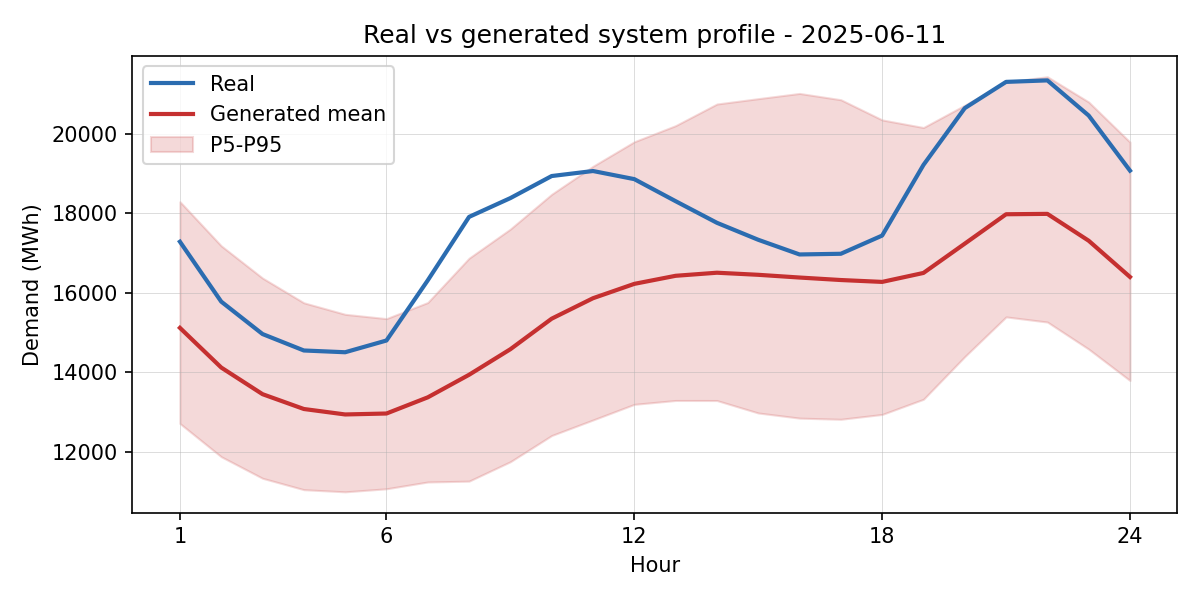 Real vs generated system profile - 2025-06-11
Real
Generated mean
P5-P95
Demand (MWh)
20000
18000
16000
14000
12000
1 6 12 18 24
Hour